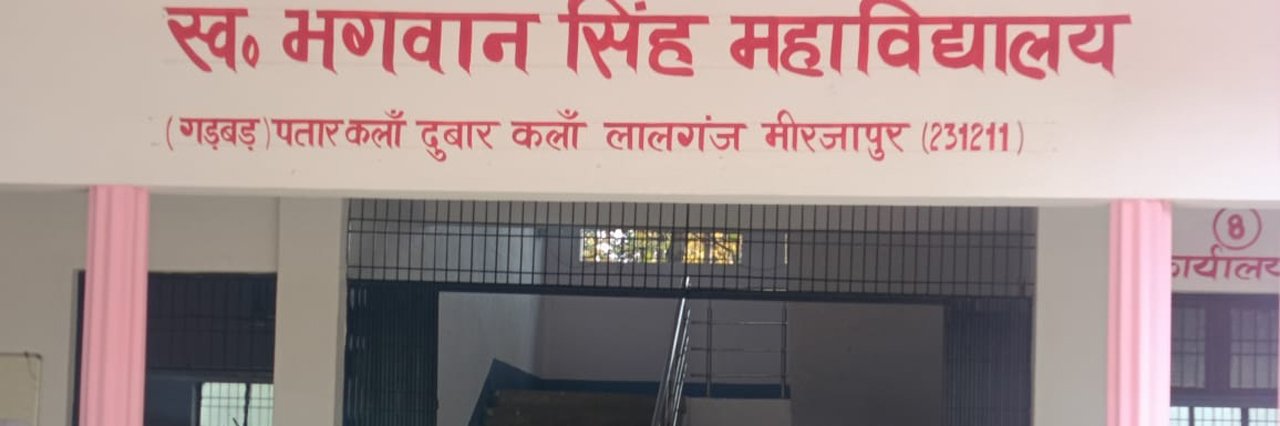 स्व० भगवान सिंह महाविद्यालय
(गड़बड़) पतार कलाँ दुबार कलाँ लालगंज मीरजापुर (231211)
8
कार्यालय